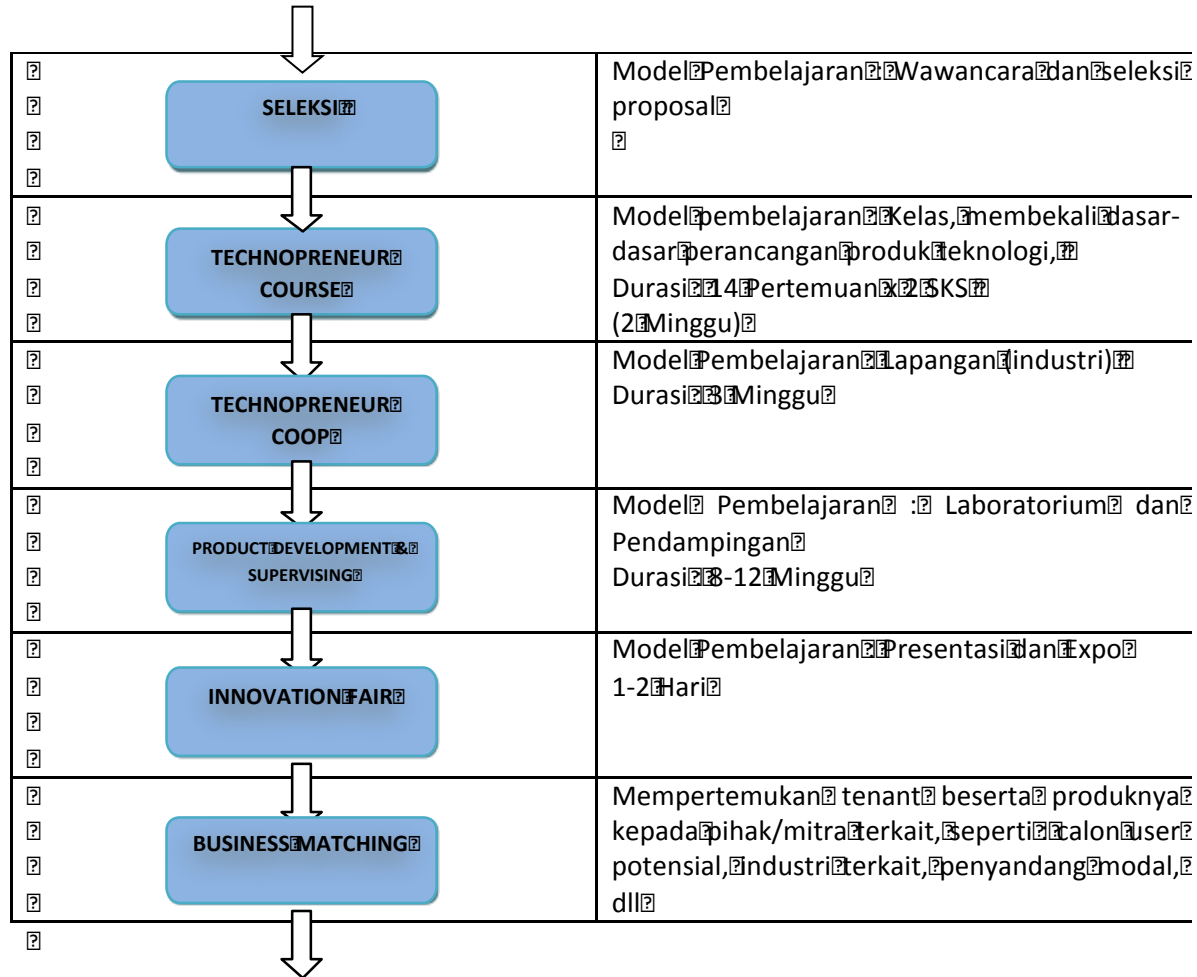 SELEKSI
Model Pembelajaran : Wawancara dan seleksi
proposal
TECHNOPRENEUR
COURSE
Model pembelajaran : Kelas, membekali dasar-
dasar perancangan produk teknologi,
Durasi : 14 Pertemuan x 2 SKS
(2 Minggu)
TECHNOPRENEUR
COOP
Model Pembelajaran : Lapangan (industri)
Durasi : 3 Minggu
PRODUCT DEVELOPMENT &
SUPERVISING
Model Pembelajaran : Laboratorium dan
Pendampingan
Durasi : 8-12 Minggu
INNOVATION FAIR
Model Pembelajaran : Presentasi dan Expo
1-2 Hari
BUSINESS MATCHING
Mempertemukan tenant beserta produknya
kepada pihak/mitra terkait, seperti : calon user
potensial, industri terkait, penyandang modal,
dll